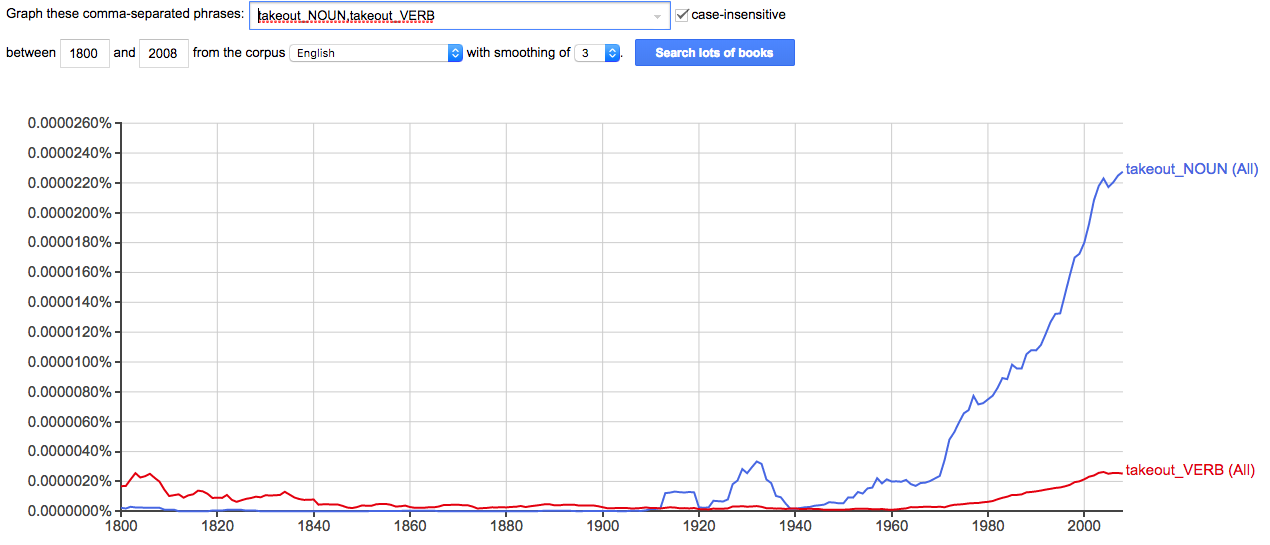 Graph these comma-separated phrases: takeout_NOUN,takeout_VERB case-insensitive
between 1800 and 2008 from the corpus English with smoothing of 3 . Search lots of books
0.0000260%
0.0000240%
takeout_NOUN (All)
0.0000220%
0.0000200%
0.0000180%
0.0000160%
0.0000140%
0.0000120%
0.0000100%
0.0000080%
0.0000060%
0.0000040%
takeout_VERB (All)
0.0000020%
0.0000000%
1800 1820 1840 1860 1880 1900 1920 1940 1960 1980 2000